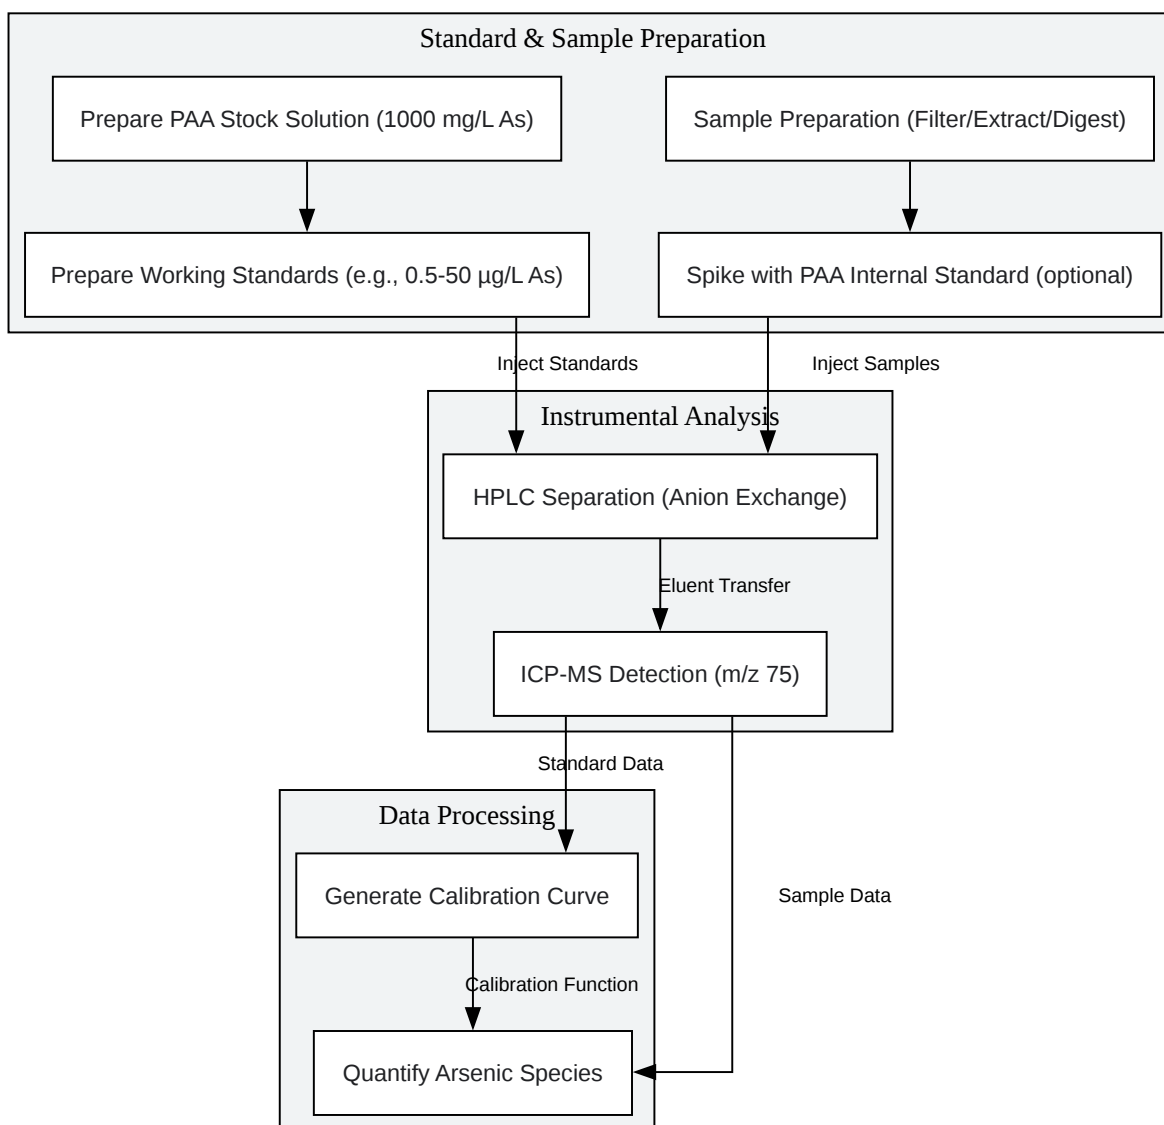 Standard & Sample Preparation
Prepare PAA Stock Solution (1000 mg/L As)
Sample Preparation (Filter/Extract/Digest)
Prepare Working Standards (e.g., 0.5-50 µg/L As)
Spike with PAA Internal Standard (optional)
Inject Standards
Inject Samples
Instrumental Analysis
HPLC Separation (Anion Exchange)
Eluent Transfer
ICP-MS Detection (m/z 75)
Standard Data
Data Processing
Generate Calibration Curve
Sample Data
Calibration Function
Quantify Arsenic Species